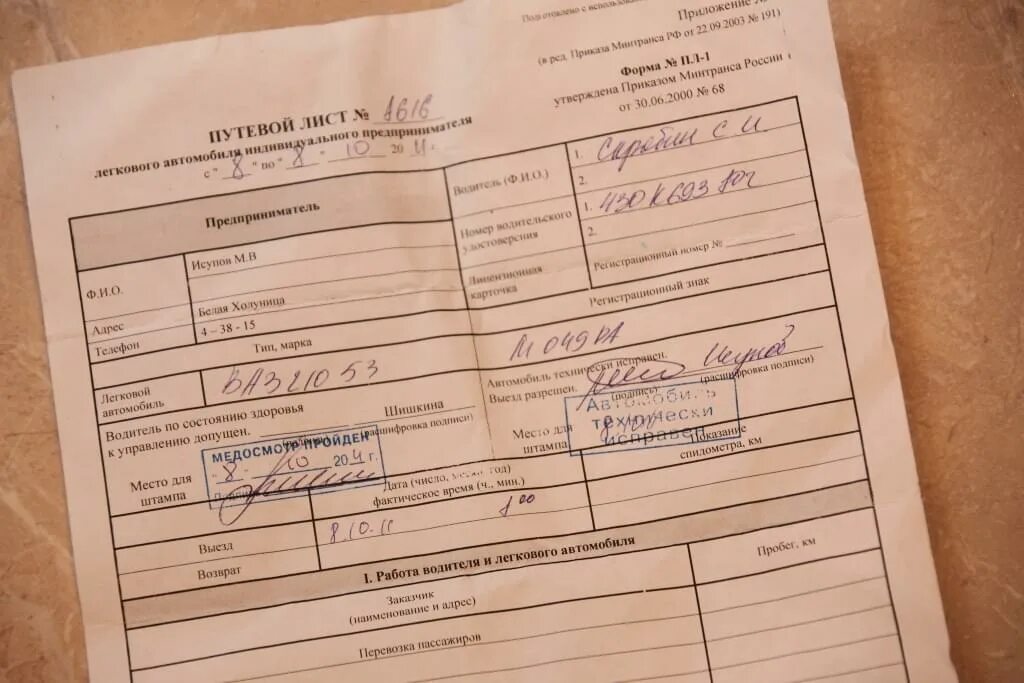 Подготовлено с использова
Приложение №
(в ред. Приказа Минтранса РФ от 22.09.2003 № 191)
Форма № ПЛ-1
утверждена Приказом Минтранса России
от 30.06.2000 № 68
ПУТЕВОЙ ЛИСТ № 1616
легкового автомобиля индивидуального предпринимателя
с " 8 " по " 8 " 10 20 11 г.
Предприниматель
Ф.И.О.
Исупов М.В
Адрес
Белая Холуница
Телефон
4 – 38 - 15
Водитель (Ф.И.О.)
1. Скробин С И
2.
Номер водительского удостоверения
1.
2.
Лицензионная карточка
Регистрационный номер №
Тип, марка
Регистрационный знак
Легковой автомобиль
ВАЗ 21053
М 049
Водитель по состоянию здоровья
к управлению допущен.
Шишкина
(расшифровка подписи)
Автомобиль технически исправен.
Выезд разрешен.
Исупов
(подпись)
(расшифровка подписи)
Место для штампа
МЕДОСМОТР ПРОЙДЕН
" 8 " 10 20 11 г.
Место для штампа
Автомобиль
технически
исправен
Дата (число, месяц, год)
фактическое время (ч., мин.)
Показание
спидометра, км
Выезд
8.10.11
8 00
Возврат
I. Работа водителя и легкового автомобиля
Заказчик
(наименование и адрес)
Пробег, км
Перевозка пассажиров